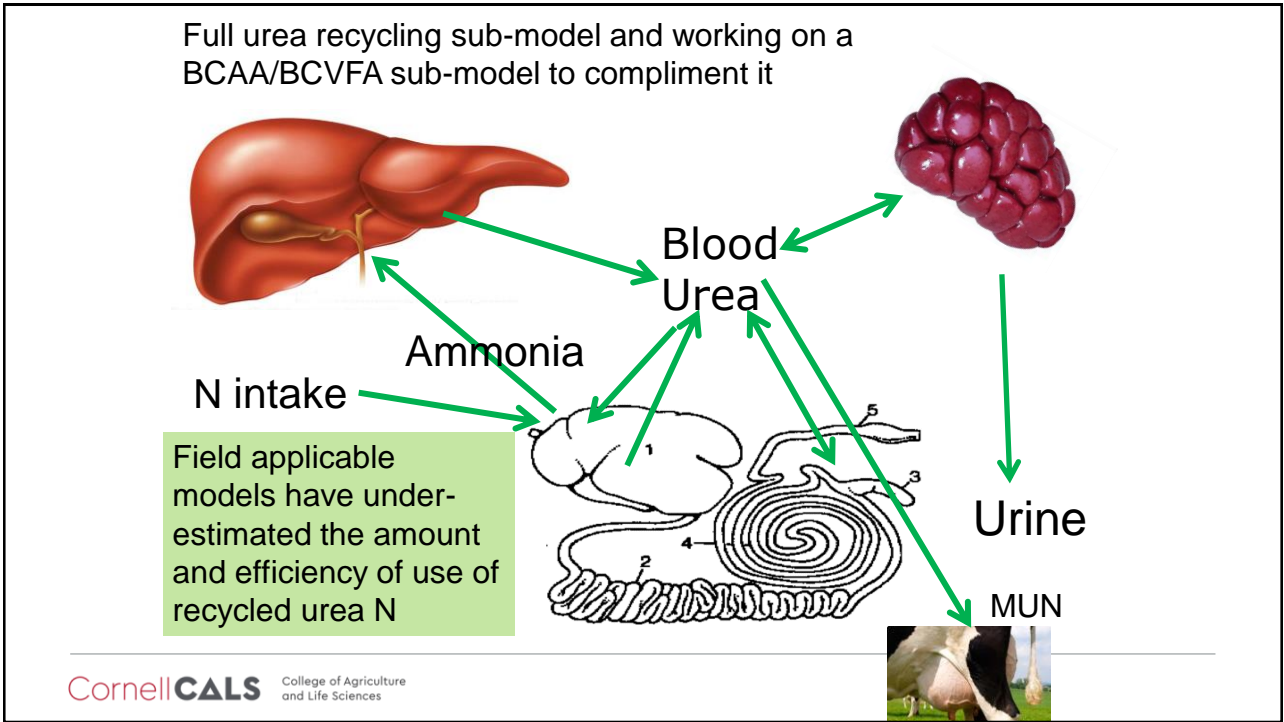 Full urea recycling sub-model and working on a
BCAA/BCVFA sub-model to compliment it
Blood
Urea
Ammonia
N intake
Field applicable
models have under-
estimated the amount
and efficiency of use of
recycled urea N
1
2
3
4
5
Urine
MUN
CornellCALS
College of Agriculture
and Life Sciences